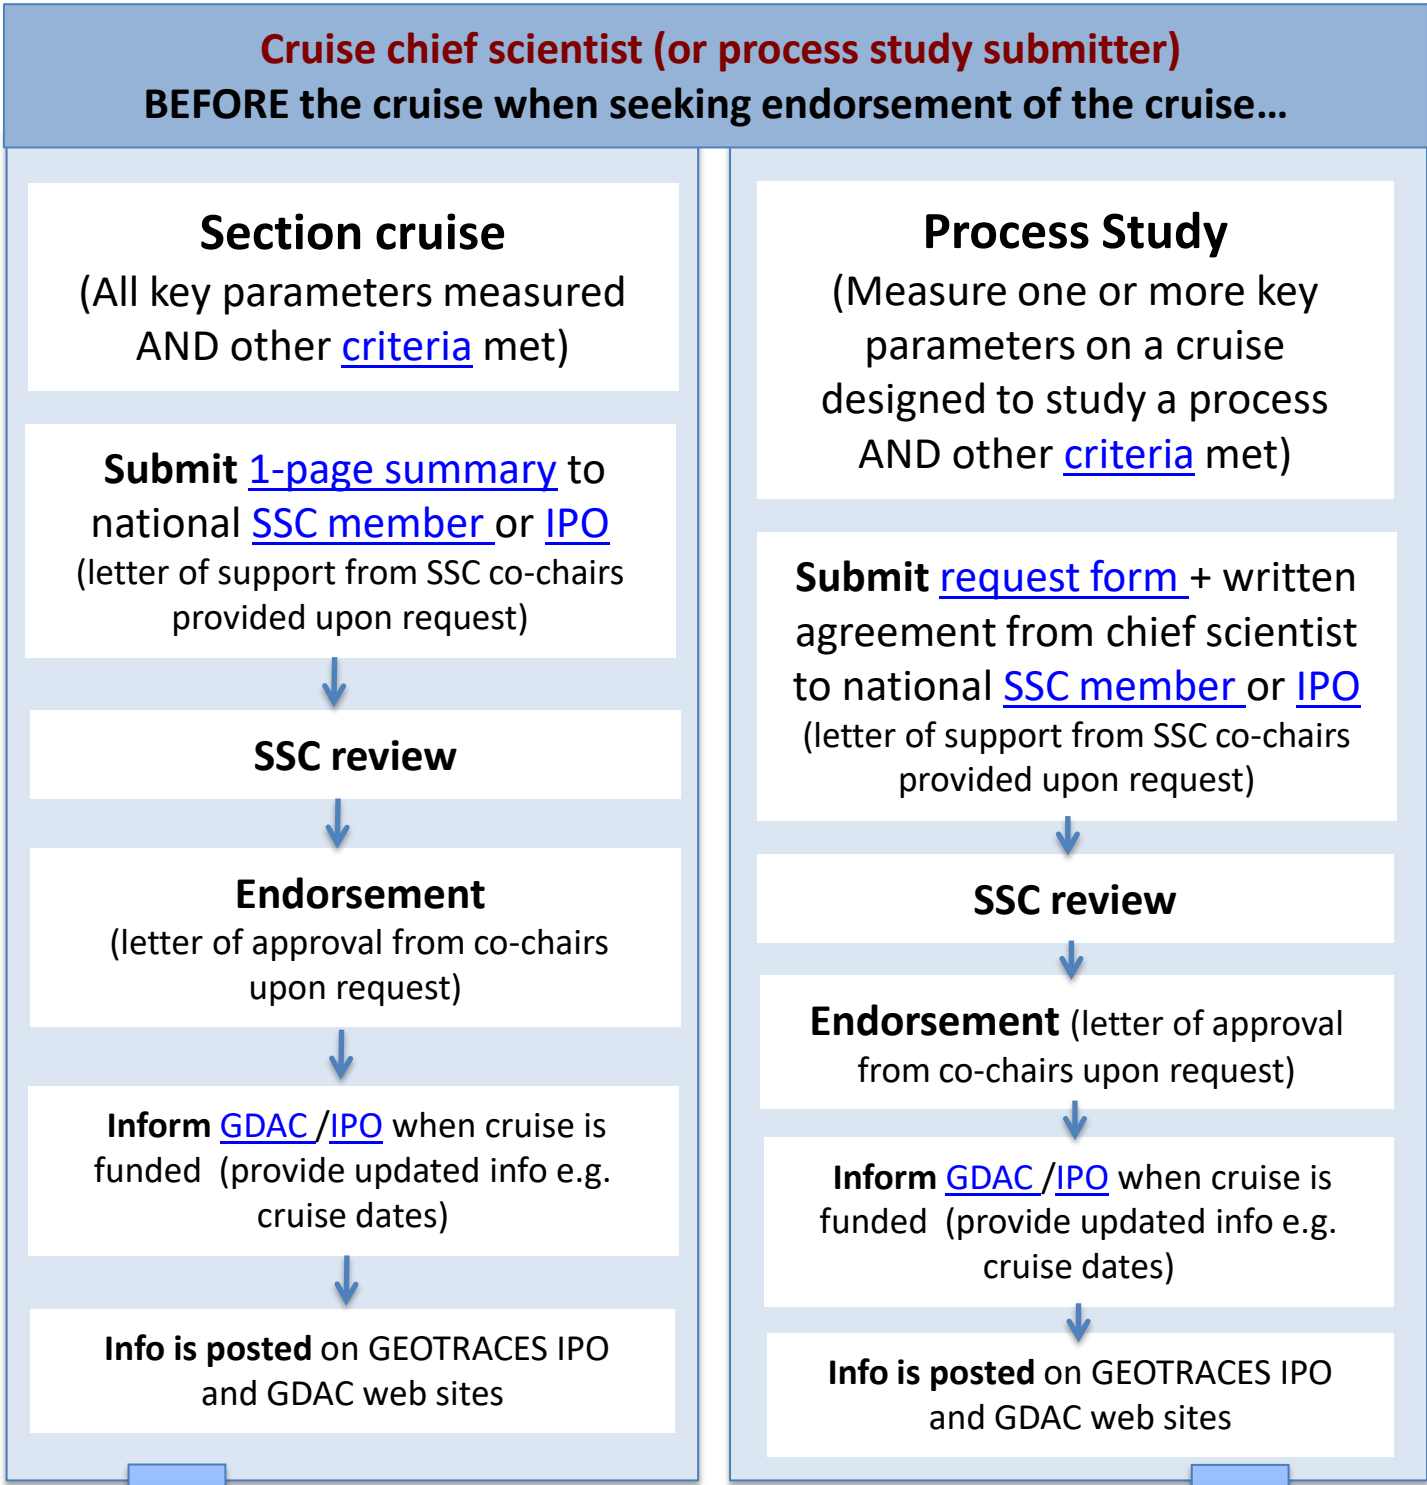 Cruise chief scientist (or process study submitter)
BEFORE the cruise when seeking endorsement of the cruise…
Section cruise
(All key parameters measured
AND other criteria met)
Submit 1-page summary to
national SSC member or IPO
(letter of support from SSC co-chairs
provided upon request)
SSC review
Endorsement
(letter of approval from co-chairs
upon request)
Inform GDAC /IPO when cruise is
funded  (provide updated info e.g.
cruise dates)
Info is posted on GEOTRACES IPO
and GDAC web sites
Process Study
(Measure one or more key
parameters on a cruise
designed to study a process
AND other criteria met)
Submit request form + written
agreement from chief scientist
to national SSC member or IPO
(letter of support from SSC co-chairs
provided upon request)
SSC review
Endorsement (letter of approval
from co-chairs upon request)
Inform GDAC /IPO when cruise is
funded  (provide updated info e.g.
cruise dates)
Info is posted on GEOTRACES IPO
and GDAC web sites